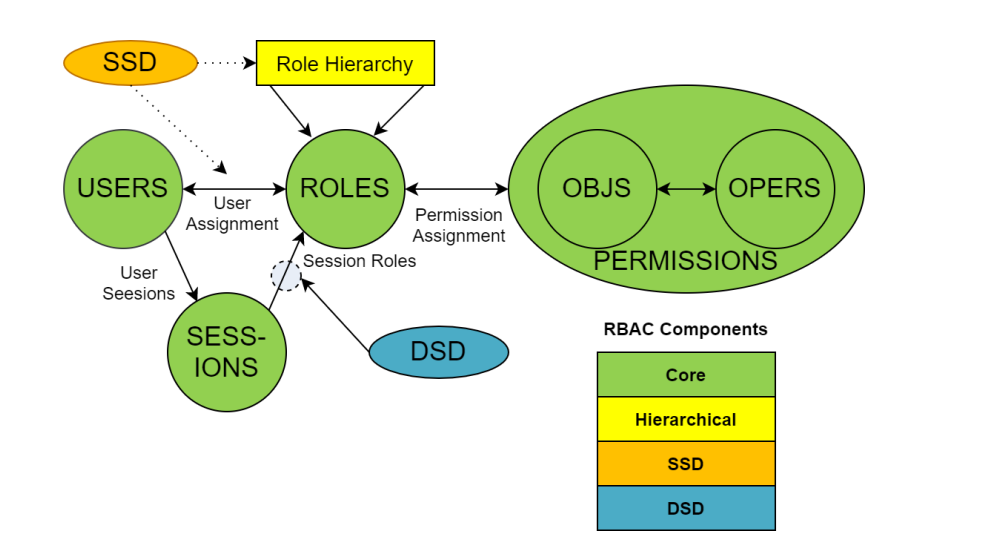 SSD
Role Hierarchy
USERS
User
Assignment
ROLES
Permission
Assignment
OBJS
OPERS
PERMISSIONS
User
Seesions
Session Roles
SESS-
IONS
DSD
RBAC Components
Core
Hierarchical
SSD
DSD